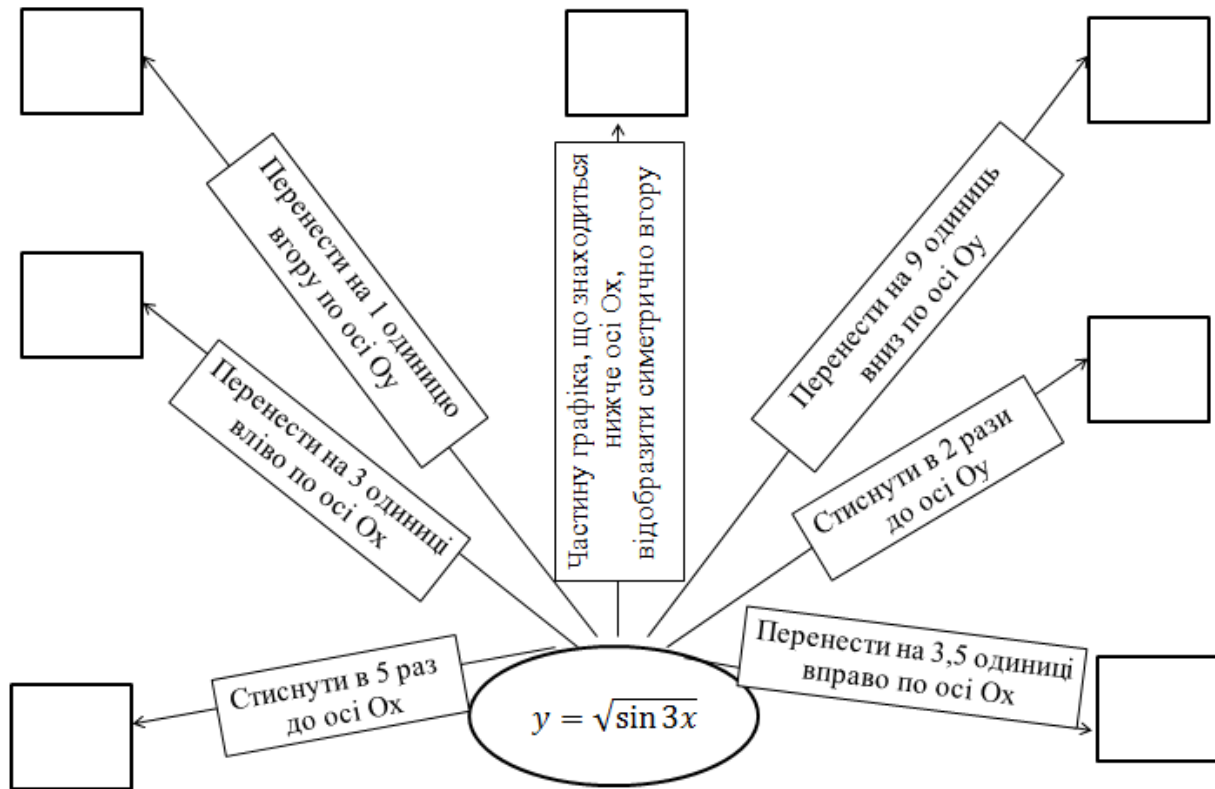 Перенести на 1 одиницю
вгору по осі Оу
Частину графіка, що знаходиться
нижче осі Ох,
відобразити симетрично вгору
Перенести на 9 одиниць
вниз по осі Оу
Перенести на 3 одиниці
вліво по осі Ох
Стиснути в 2 рази
до осі Оу
Стиснути в 5 раз
до осі Ох
Перенести на 3,5 одиниці
вправо по осі Ох
y = √sin 3x